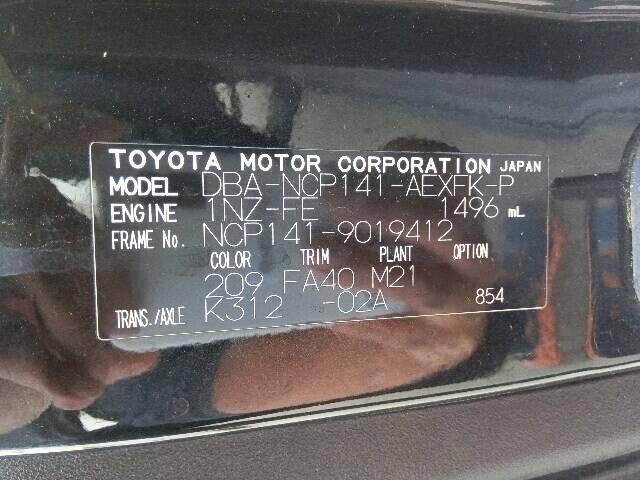 TOYOTA MOTOR CORPORATION JAPAN
MODEL DBA-NCP141-AEXFK-P
ENGINE 1NZ-FE 1496 mL
FRAME No. NCP141-9019412
COLOR TRIM PLANT OPTION
209 FA40 M21
TRANS./AXLE K312 -02A 854